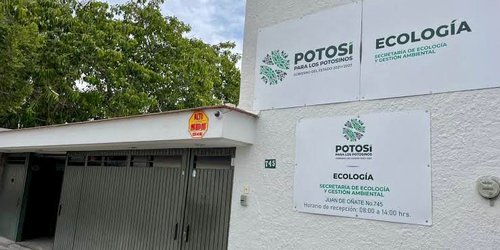 POTOSÍ
PARA LOS POTOSINOS
GOBIERNO DEL ESTADO 2021-2027
ECOLOGÍA
SECRETARÍA DE ECOLOGÍA
Y GESTIÓN AMBIENTAL
ALTO
745
POTOSÍ
PARA LOS POTOSINOS
ECOLOGÍA
SECRETARÍA DE ECOLOGÍA
Y GESTIÓN AMBIENTAL
JUAN DE OÑATE No.745
Horario de recepción: 08:00 a 14:00 hrs.